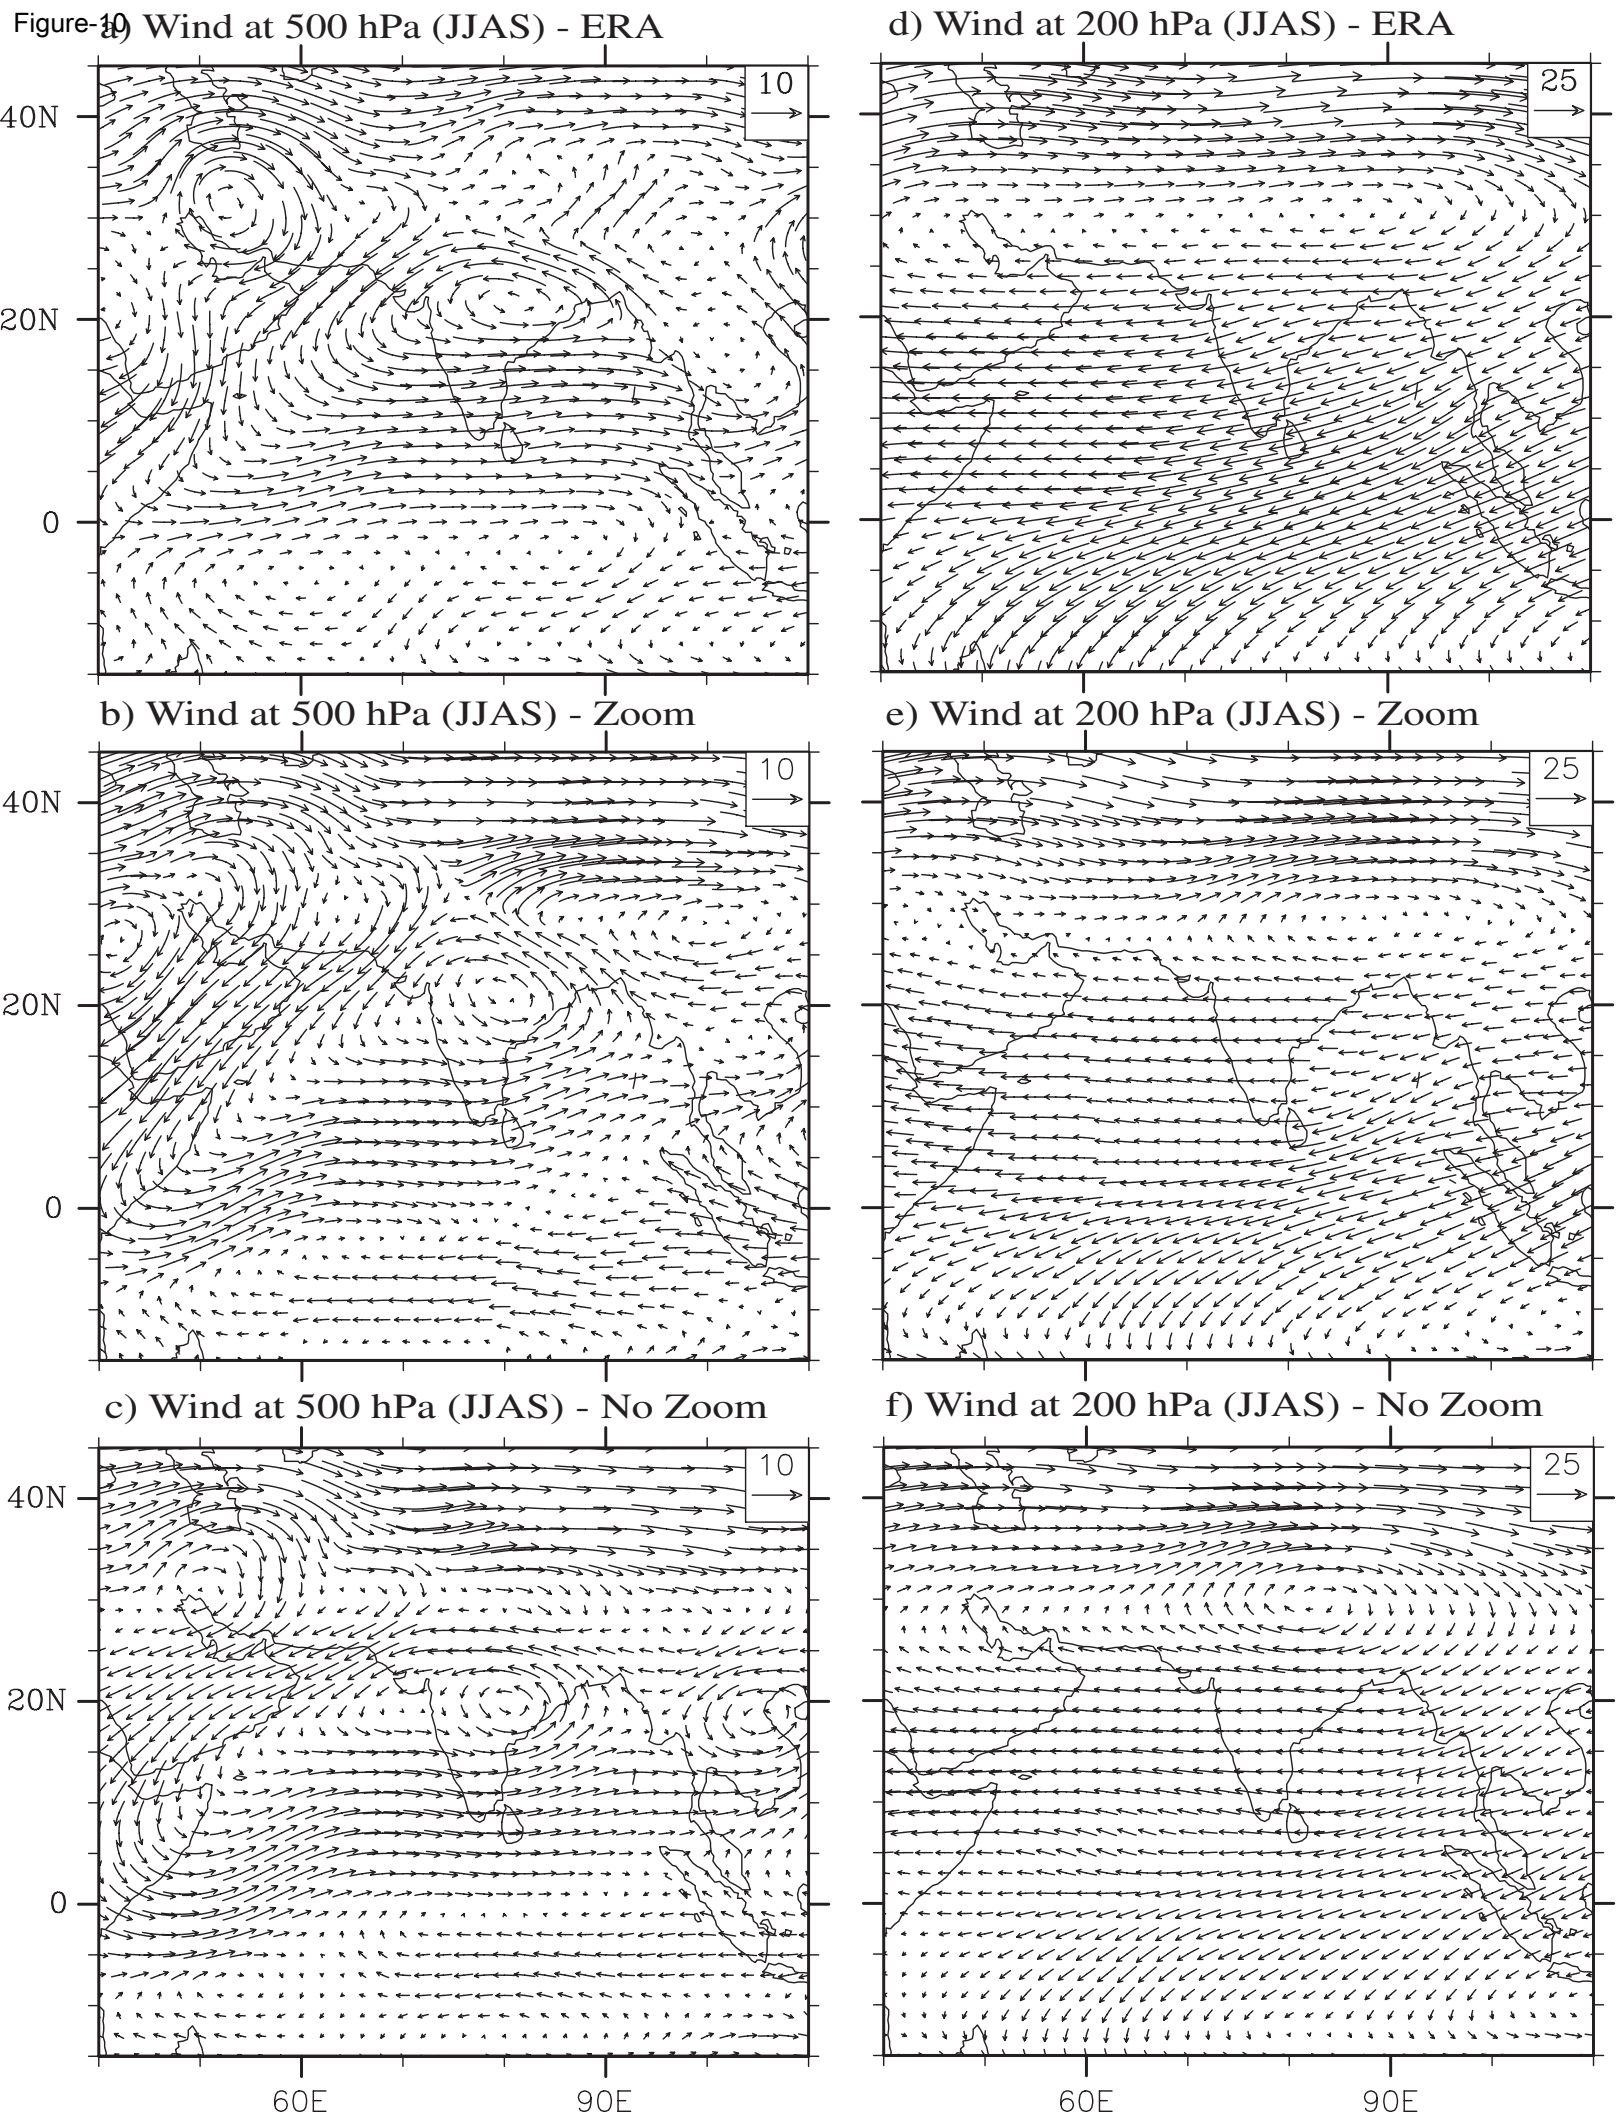 Figure-10
a) Wind at 500 hPa (JJAS) - ERA
d) Wind at 200 hPa (JJAS) - ERA
10
25
40N
20N
0
b) Wind at 500 hPa (JJAS) - Zoom
e) Wind at 200 hPa (JJAS) - Zoom
10
25
40N
20N
0
c) Wind at 500 hPa (JJAS) - No Zoom
f) Wind at 200 hPa (JJAS) - No Zoom
10
25
40N
20N
0
60E
90E
60E
90E